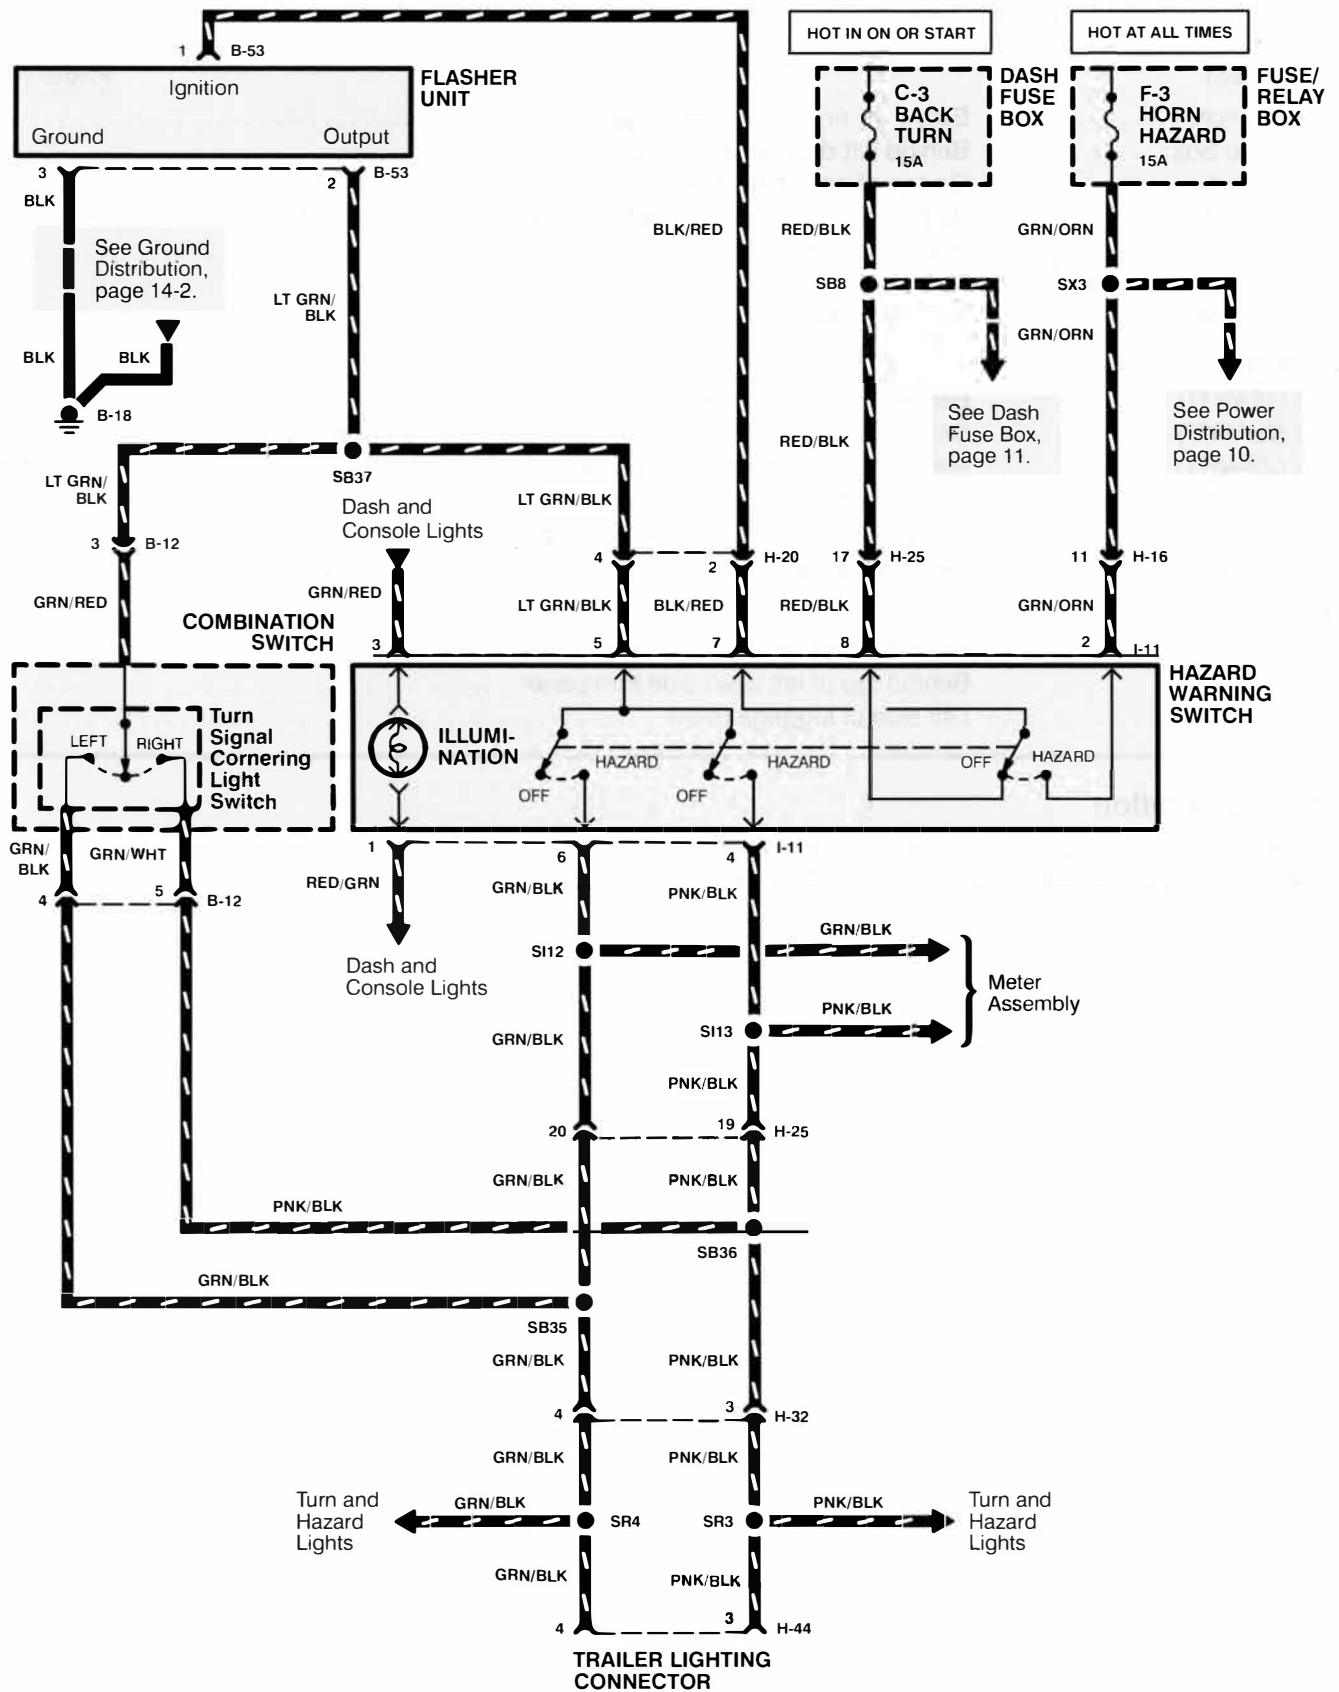 HOT IN ON OR START
HOT AT ALL TIMES
1
B-53
Ignition
Ground
Output
FLASHER
UNIT
C-3
BACK
TURN
15A
DASH
FUSE
BOX
F-3
HORN
HAZARD
15A
FUSE/
RELAY
BOX
3
BLK
2
B-53
See Ground
Distribution,
page 14-2.
BLK/RED
RED/BLK
GRN/ORN
LT GRN/
BLK
SB8
SX3
GRN/ORN
BLK
BLK
B-18
See Dash
Fuse Box,
page 11.
See Power
Distribution,
page 10.
RED/BLK
LT GRN/
BLK
SB37
Dash and
Console Lights
LT GRN/BLK
3
B-12
4
2
H-20
17
H-25
11
H-16
GRN/RED
GRN/RED
LT GRN/BLK
BLK/RED
RED/BLK
GRN/ORN
COMBINATION
SWITCH
3
5
7
8
2
I-11
HAZARD
WARNING
SWITCH
LEFT
RIGHT
Turn
Signal
Cornering
Light
Switch
ILLUMI-
NATION
HAZARD
OFF
HAZARD
OFF
HAZARD
OFF
GRN/
BLK
GRN/WHT
4
5
B-12
1
6
4
I-11
RED/GRN
GRN/BLK
PNK/BLK
Dash and
Console Lights
SI12
GRN/BLK
Meter
Assembly
SI13
PNK/BLK
GRN/BLK
PNK/BLK
20
19
H-25
GRN/BLK
PNK/BLK
PNK/BLK
SB36
GRN/BLK
SB35
GRN/BLK
PNK/BLK
4
3
H-32
GRN/BLK
PNK/BLK
Turn and
Hazard
Lights
GRN/BLK
SR4
SR3
PNK/BLK
Turn and
Hazard
Lights
GRN/BLK
PNK/BLK
4
3
H-44
TRAILER LIGHTING
CONNECTOR